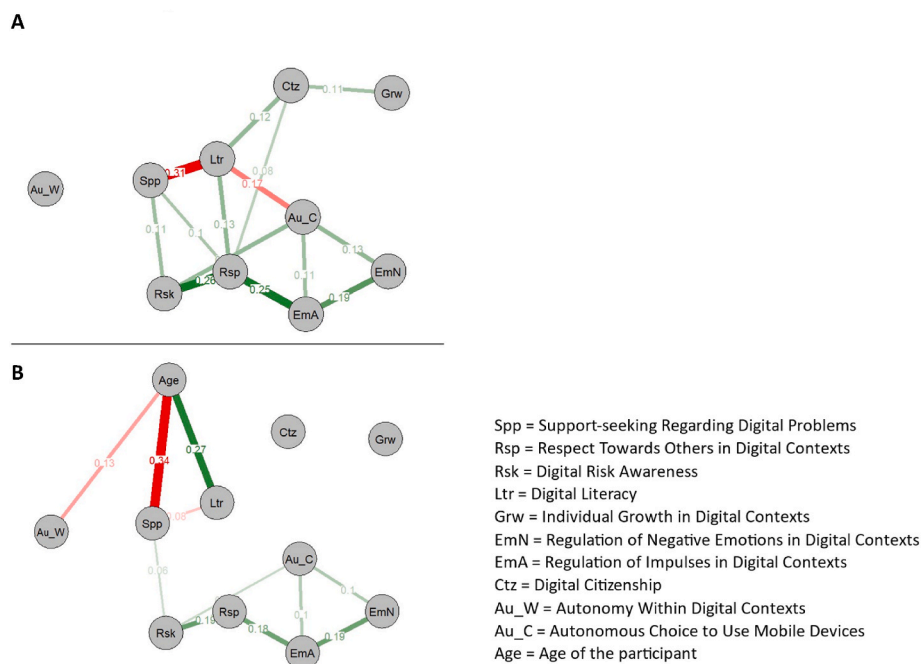 A
Ctz
Grw
0.11
0.12
Ltr
Spp
0.31
0.08
Au_W
0.17
Au_C
0.11
0.1
0.13
0.13
Rsp
EmN
Rsk
0.26
0.25
0.11
0.19
EmA
B
Age
Ctz
Grw
0.13
0.34
0.27
Ltr
Au_W
Spp
0.08
0.06
Au_C
0.1
Rsp
0.1
EmN
Rsk
0.19
0.18
0.19
EmA
Spp = Support-seeking Regarding Digital Problems
Rsp = Respect Towards Others in Digital Contexts
Rsk = Digital Risk Awareness
Ltr = Digital Literacy
Grw = Individual Growth in Digital Contexts
EmN = Regulation of Negative Emotions in Digital Contexts
EmA = Regulation of Impulses in Digital Contexts
Ctz = Digital Citizenship
Au_W = Autonomy Within Digital Contexts
Au_C = Autonomous Choice to Use Mobile Devices
Age = Age of the participant